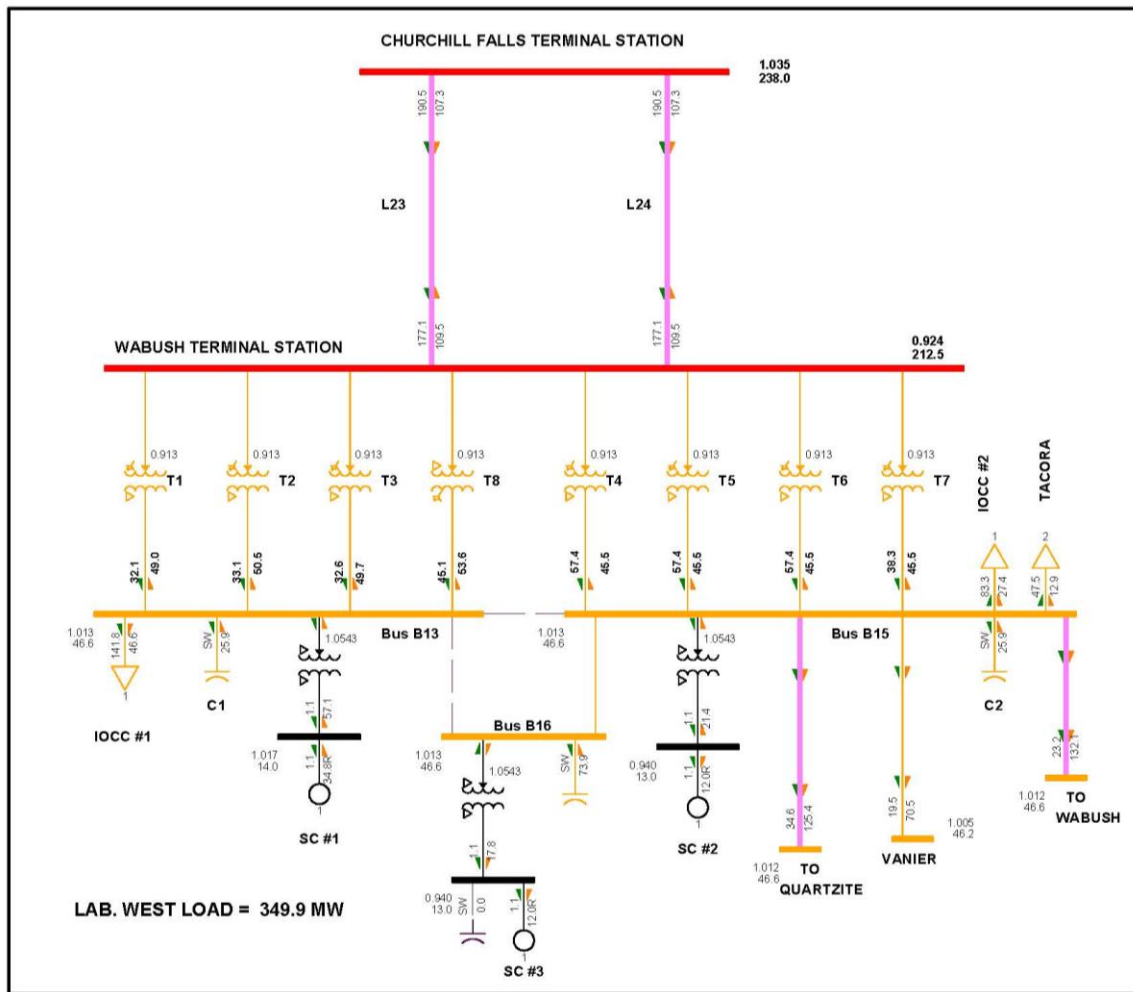 CHURCHILL FALLS TERMINAL STATION
1.035
238.0
190.5
107.3
190.5
107.3
L23
L24
177.1
109.5
177.1
109.5
WABUSH TERMINAL STATION
0.924
212.5
0.913
0.913
0.913
0.913
0.913
0.913
0.913
0.913
T1
T2
T3
T8
T4
T5
T6
T7
IOCC #2
TACORA
1
2
32.1
49.0
33.1
50.5
32.6
49.7
45.1
53.6
57.4
45.5
57.4
45.5
57.4
45.5
38.3
45.5
83.3
27.4
47.5
12.9
Bus B13
Bus B15
1.013
46.6
141.8
46.6
SW
25.9
1.0543
57.1
1.1
1.013
46.6
1.0543
1.1
21.4
SW
25.9
1
IOCC #1
C1
C2
Bus B16
1.017
14.0
1.1
34.8R
1
SC #1
1.013
46.6
1.0543
SW
73.9
1.1
17.8
0.940
13.0
1.1
12.0R
1
SC #2
34.6
125.4
1.012
46.6
TO
QUARTZITE
19.5
70.5
1.005
46.2
VANIER
23.2
132.1
1.012
46.6
TO
WABUSH
0.940
13.0
SW
0.0
1.1
12.0R
1
SC #3
LAB. WEST LOAD = 349.9 MW